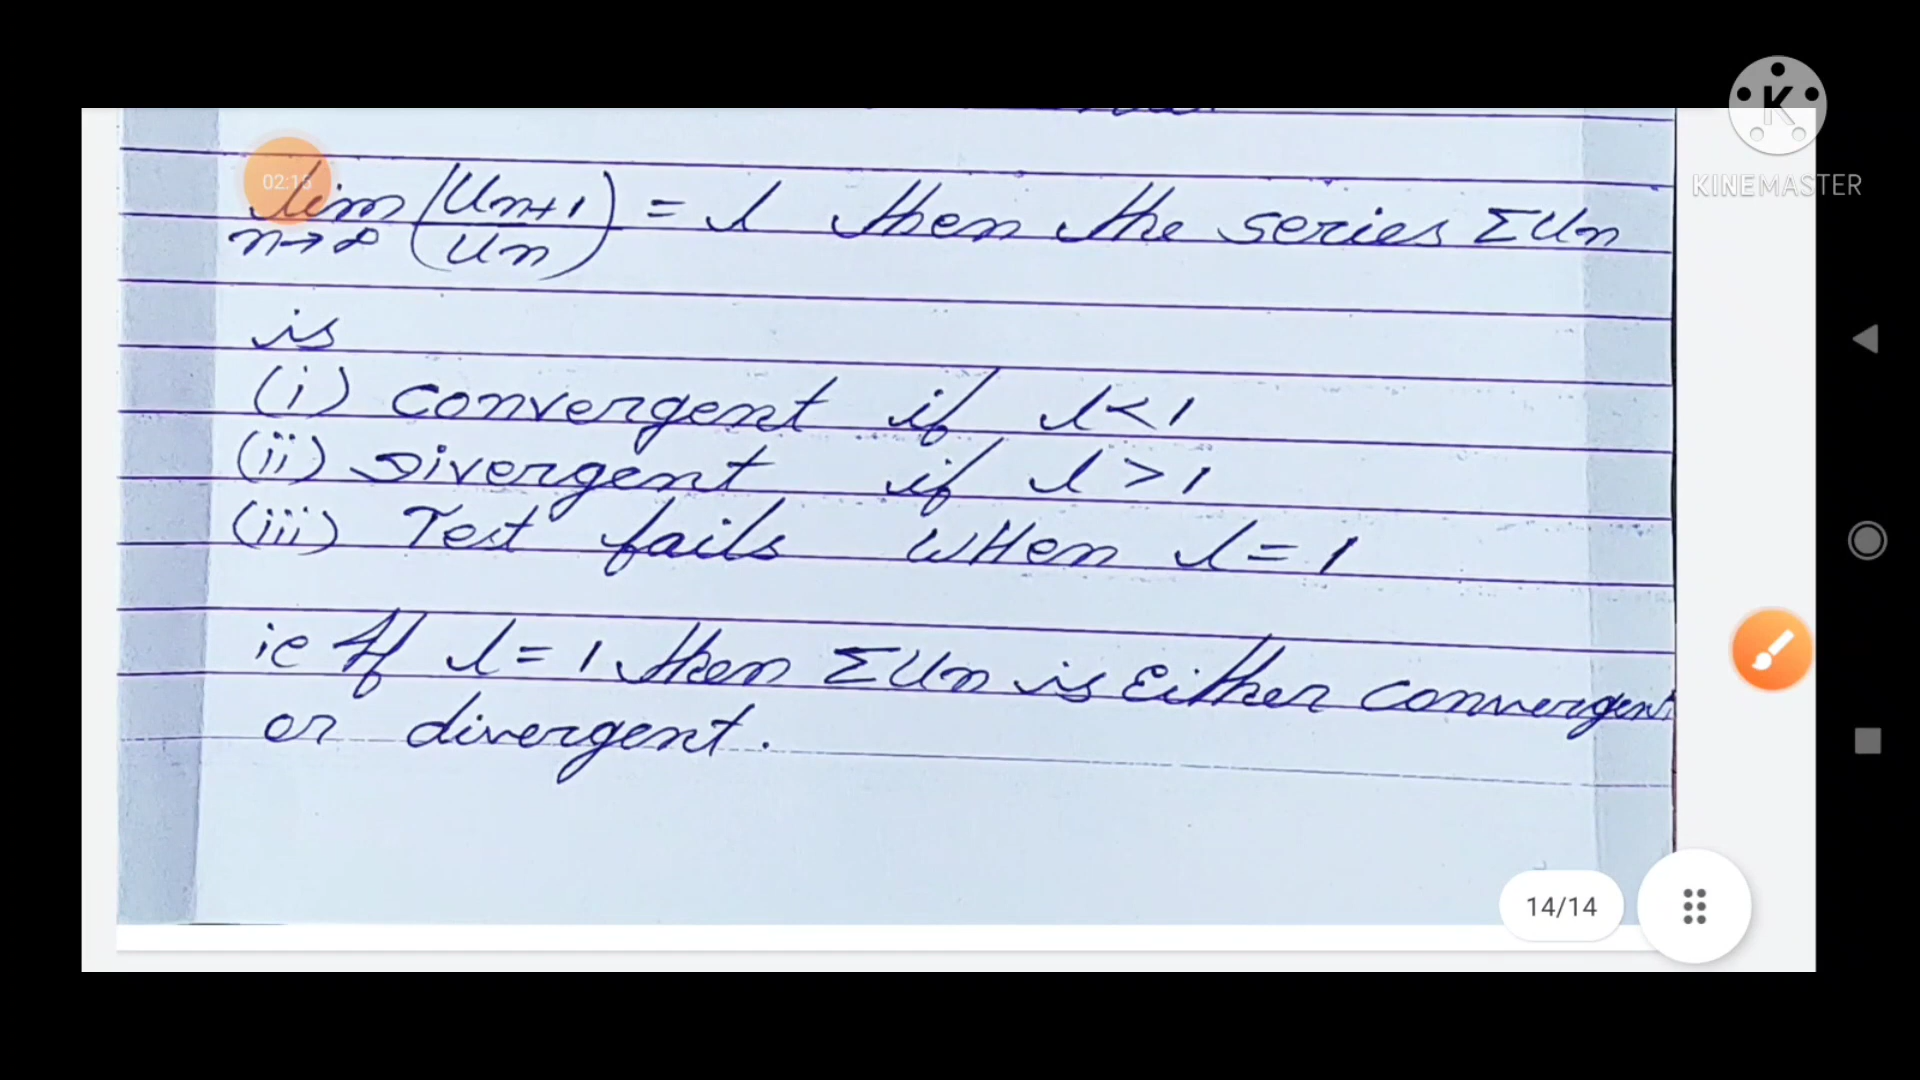 02:16
lim (Un+1 / Un) = l then the series ΣUn
n→∞
is
(i) convergent if l<1
(ii) Divergent if l>1
(iii) Test fails WHen l=1
ie If l=1 then ΣUn is Either convergent
or divergent.
14/14
K
KINEMASTER